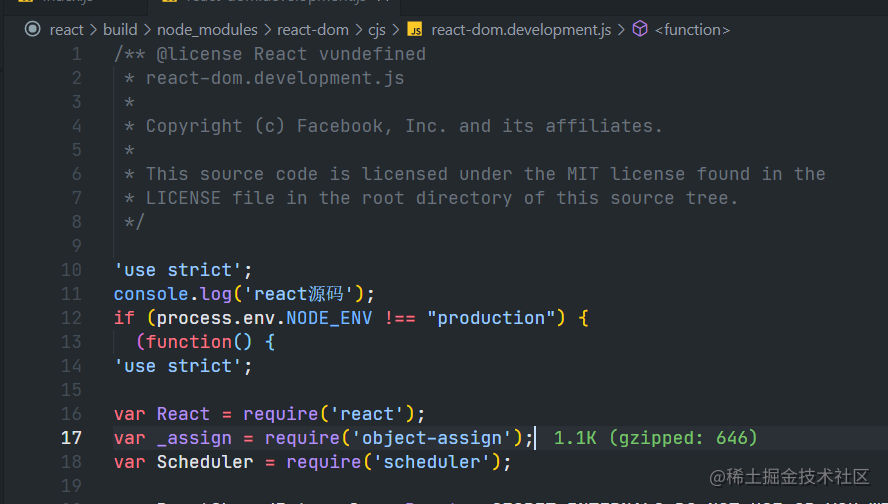 react > build > node_modules > react-dom > cjs > JS react-dom.development.js > <function>
1 /** @license React vundefined
2 * react-dom.development.js
3 *
4 * Copyright (c) Facebook, Inc. and its affiliates.
5 *
6 * This source code is licensed under the MIT license found in the
7 * LICENSE file in the root directory of this source tree.
8 */
9
10 'use strict';
11 console.log('react源码');
12 if (process.env.NODE_ENV !== "production") {
13 (function() {
14 'use strict';
15
16 var React = require('react');
17 var _assign = require('object-assign'); 1.1K (gzipped: 646)
18 var Scheduler = require('scheduler');
19
@稀土掘金技术社区